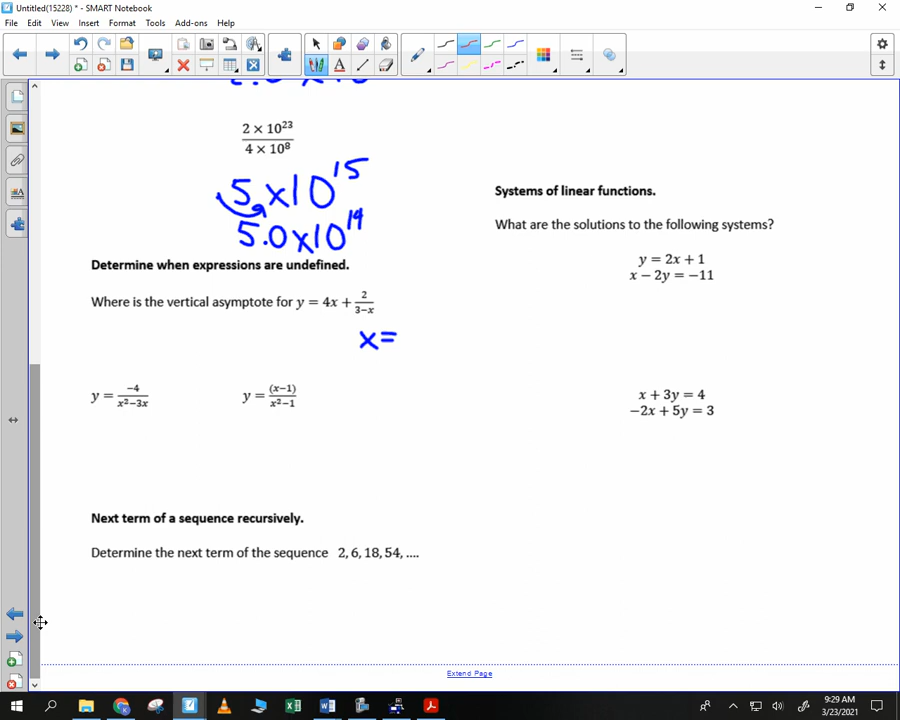 Untitled(15228) * - SMART Notebook
File Edit View Insert Format Tools Add-ons Help
2 × 10^23
4 × 10^8
.5 x10^15
5.0x10^14
Determine when expressions are undefined.
Where is the vertical asymptote for y = 4x + 2/(3−x)
x=
y = −4/(x²−3x) y = (x−1)/(x²−1)
Next term of a sequence recursively.
Determine the next term of the sequence 2, 6, 18, 54, ....
Systems of linear functions.
What are the solutions to the following systems?
y = 2x + 1
x − 2y = −11
x + 3y = 4
−2x + 5y = 3
Extend Page
9:29 AM
3/23/2021